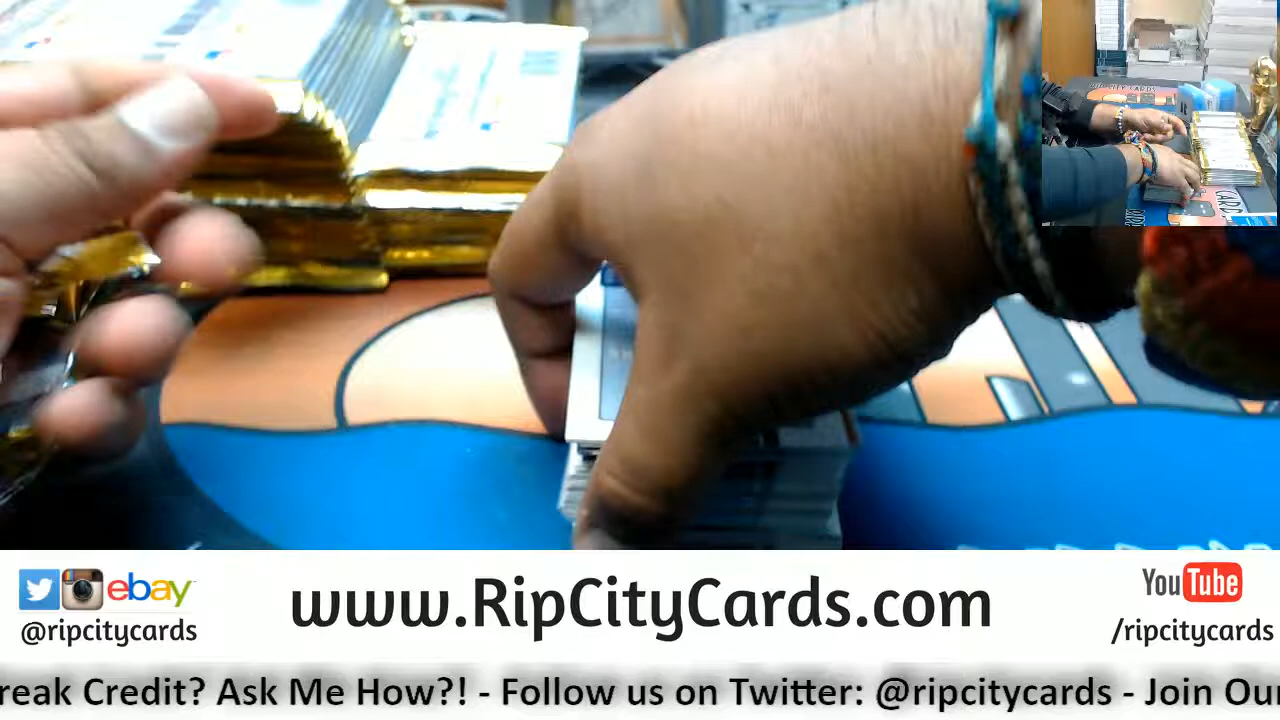 CARDS
ebay
www.RipCityCards.com
YouTube
@ripcitycards
/ripcitycards
reak Credit? Ask Me How?! - Follow us on Twitter: @ripcitycards - Join Our